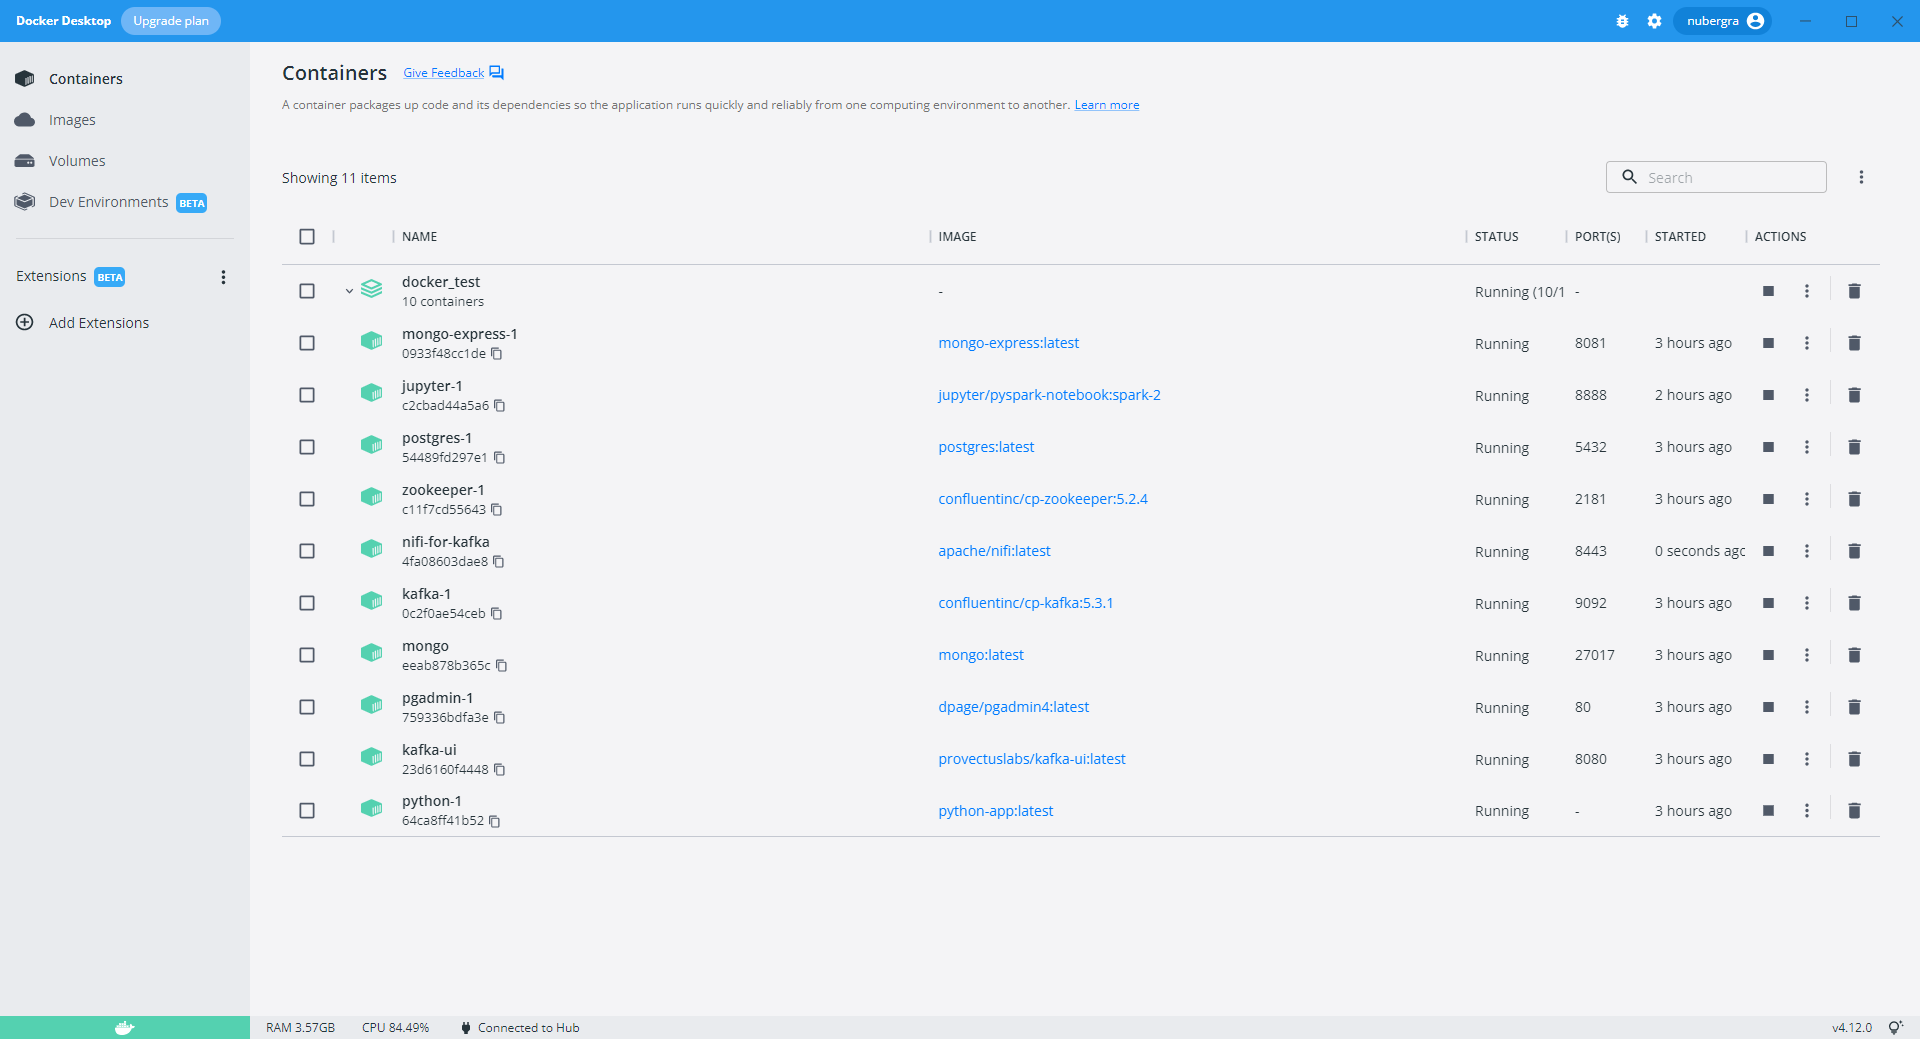 Docker Desktop Upgrade plan nubergra
Containers
Images
Volumes
Dev Environments BETA
Extensions BETA
Add Extensions
Containers Give Feedback
A container packages up code and its dependencies so the application runs quickly and reliably from one computing environment to another. Learn more
Showing 11 items Search
NAME IMAGE STATUS PORT(S) STARTED ACTIONS
docker_test
10 containers - Running (10/1 -
mongo-express-1
0933f48cc1de mongo-express:latest Running 8081 3 hours ago
jupyter-1
c2cbad44a5a6 jupyter/pyspark-notebook:spark-2 Running 8888 2 hours ago
postgres-1
54489fd297e1 postgres:latest Running 5432 3 hours ago
zookeeper-1
c11f7cd55643 confluentinc/cp-zookeeper:5.2.4 Running 2181 3 hours ago
nifi-for-kafka
4fa08603dae8 apache/nifi:latest Running 8443 0 seconds agc
kafka-1
0c2f0ae54ceb confluentinc/cp-kafka:5.3.1 Running 9092 3 hours ago
mongo
eeab878b365c mongo:latest Running 27017 3 hours ago
pgadmin-1
759336bdfa3e dpage/pgadmin4:latest Running 80 3 hours ago
kafka-ui
23d6160f4448 provectuslabs/kafka-ui:latest Running 8080 3 hours ago
python-1
64ca8ff41b52 python-app:latest Running - 3 hours ago
RAM 3.57GB CPU 84.49% Connected to Hub v4.12.0